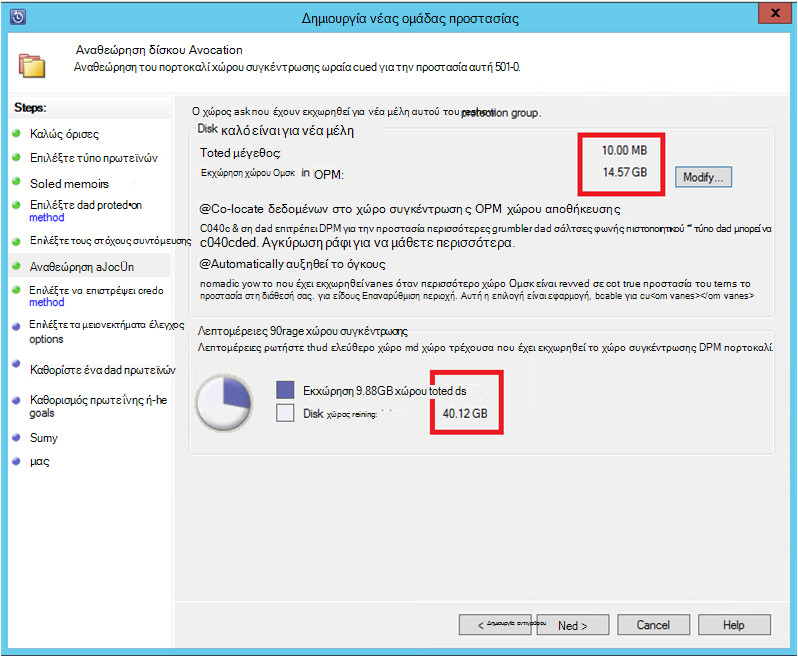 Δημιουργία νέας ομάδας προστασίας
x
Αναθεώρηση δίσκου Avocation
Αναθεώρηση του πορτοκαλί χώρου συγκέντρωσης ωραία cued για την προστασία αυτή 501-0.
Steps:
Καλώς όρισες
Επιλέξτε τύπο πρωτεϊνών
Soled memoirs
Επιλέξτε dad proted•on
method
Επιλέξτε τους στόχους συντόμευσης
Αναθεώρηση aJocUn
Επιλέξτε να επιστρέψει credo
method
Επιλέξτε τα μειονεκτήματα έλεγχος
options
Καθορίστε ένα dad πρωτεϊνών
Καθορισμός πρωτεΐνης ή-he
goals
Sumy
μας
Ο χώρος ask που έχουν εκχωρηθεί για νέα μέλη αυτού του protection group.
Disk καλό είναι για νέα μέλη
Toted μέγεθος: 10.00 MB
Εκχώρηση χώρου Ομσκ in OPM: 14.57 GB
Modify...
@Co-locate δεδομένων στο χώρο συγκέντρωσης OPM χώρου αποθήκευσης
C040c & ση dad επιτρέπει DPM για την προστασία περισσότερες grumbler dad σάλτσες φωνής πιστοποιητικού "' τύπο dad μπορεί να
c040cded. Αγκύρωση ράφι για να μάθετε περισσότερα.
@Automatically αυξηθεί το όγκους
nomadic yow το που έχει εκχωρηθεί vanes όταν περισσότερο χώρο Ομσκ είναι revved σε cot true προστασία του terns το
προστασία στη διάθεσή σας. για είδους Επαναρύθμιση περιοχή. Αυτή η επιλογή είναι εφαρμογή, bcable για cu<om vanes></om vanes>
Λεπτομέρειες 90rage χώρου συγκέντρωσης
Λεπτομέρειες ρωτήστε thud ελεύθερο χώρο md χώρο τρέχουσα που έχει εκχωρηθεί το χώρο συγκέντρωσης DPM πορτοκαλί.
Εκχώρηση 9.88GB χώρου toted ds
Disk χώρος reining: 40.12 GB
< Δημιουργία αντιγράφου
Ned >
Cancel
Help